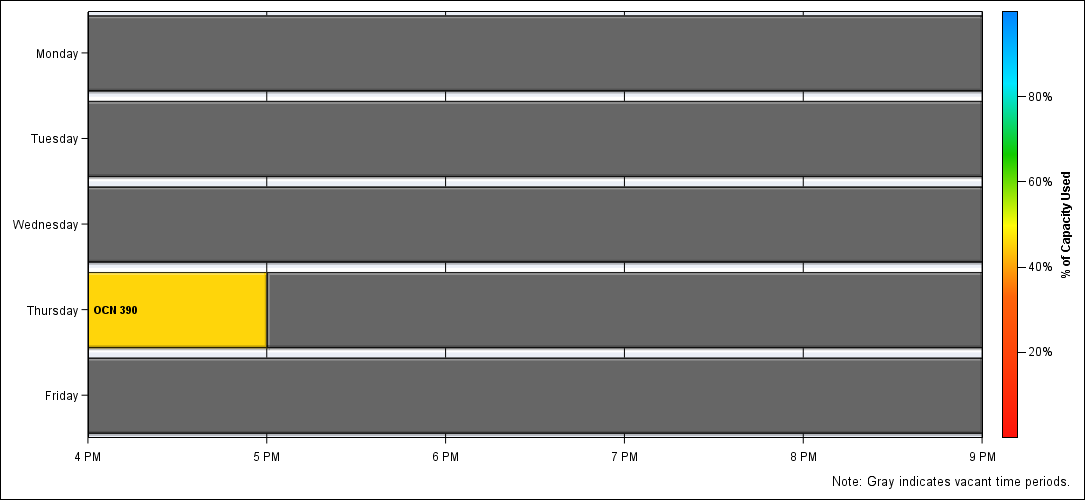 Monday
Tuesday
Wednesday
Thursday
Friday
OCN 390
4 PM
5 PM
6 PM
7 PM
8 PM
9 PM
80%
60%
40%
20%
% of Capacity Used
Note: Gray indicates vacant time periods.